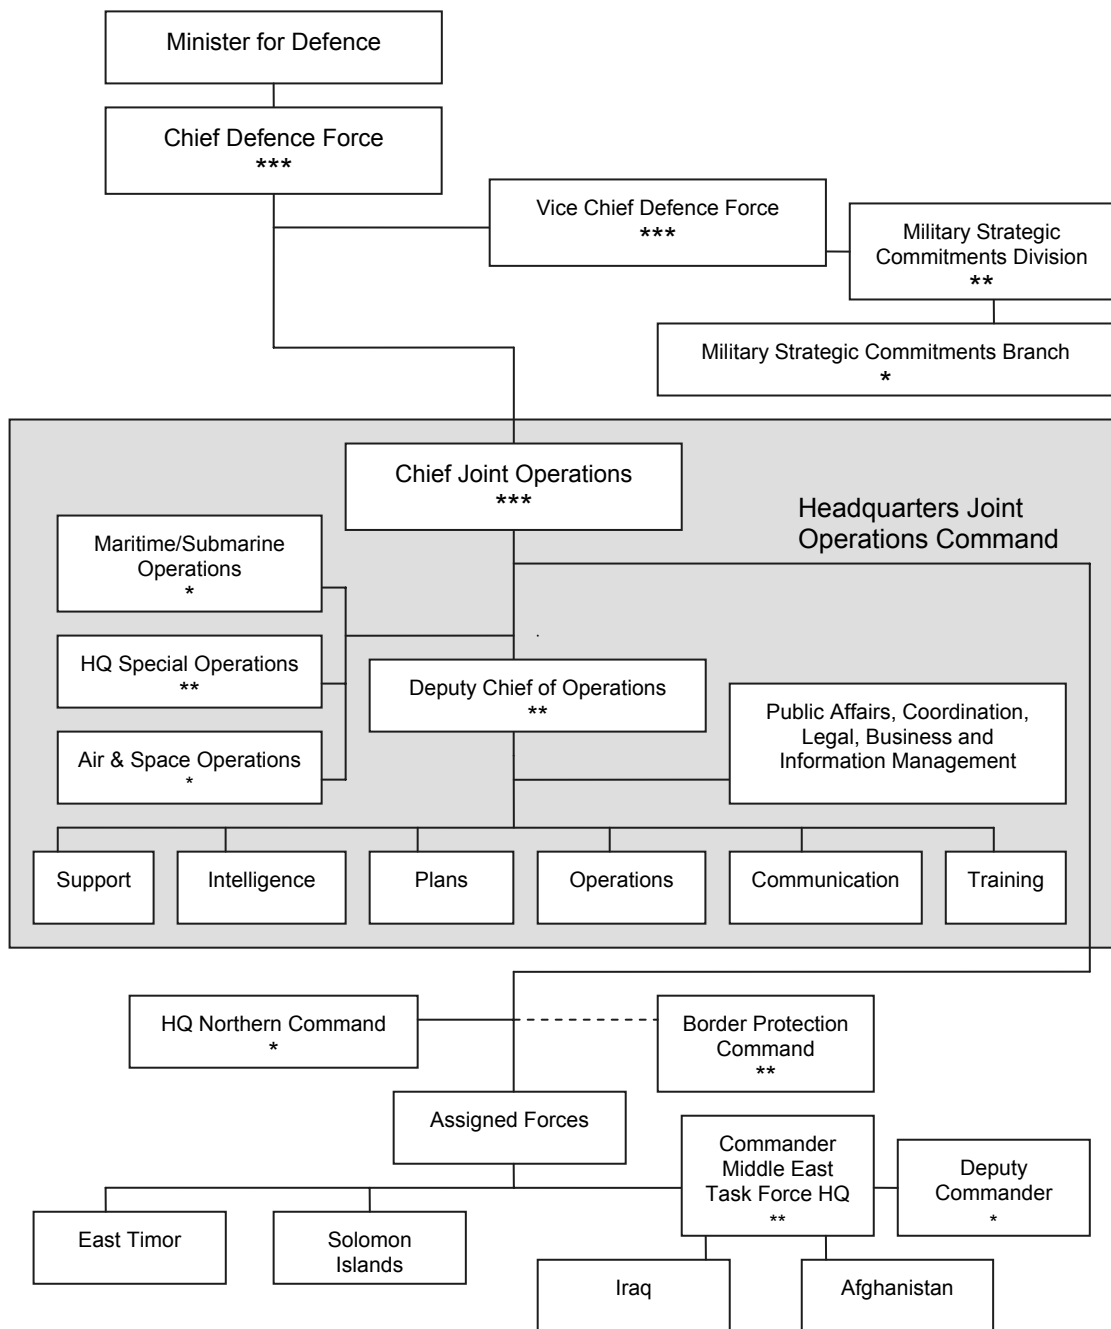 Minister for Defence
Chief Defence Force
***
Vice Chief Defence Force
***
Military Strategic
Commitments Division
**
Military Strategic Commitments Branch
*
Chief Joint Operations
***
Headquarters Joint
Operations Command
Maritime/Submarine
Operations
*
HQ Special Operations
**
Deputy Chief of Operations
**
Public Affairs, Coordination,
Legal, Business and
Information Management
Air & Space Operations
*
Support
Intelligence
Plans
Operations
Communication
Training
HQ Northern Command
*
Border Protection
Command
**
Assigned Forces
Commander
Middle East
Task Force HQ
**
Deputy
Commander
*
East Timor
Solomon
Islands
Iraq
Afghanistan